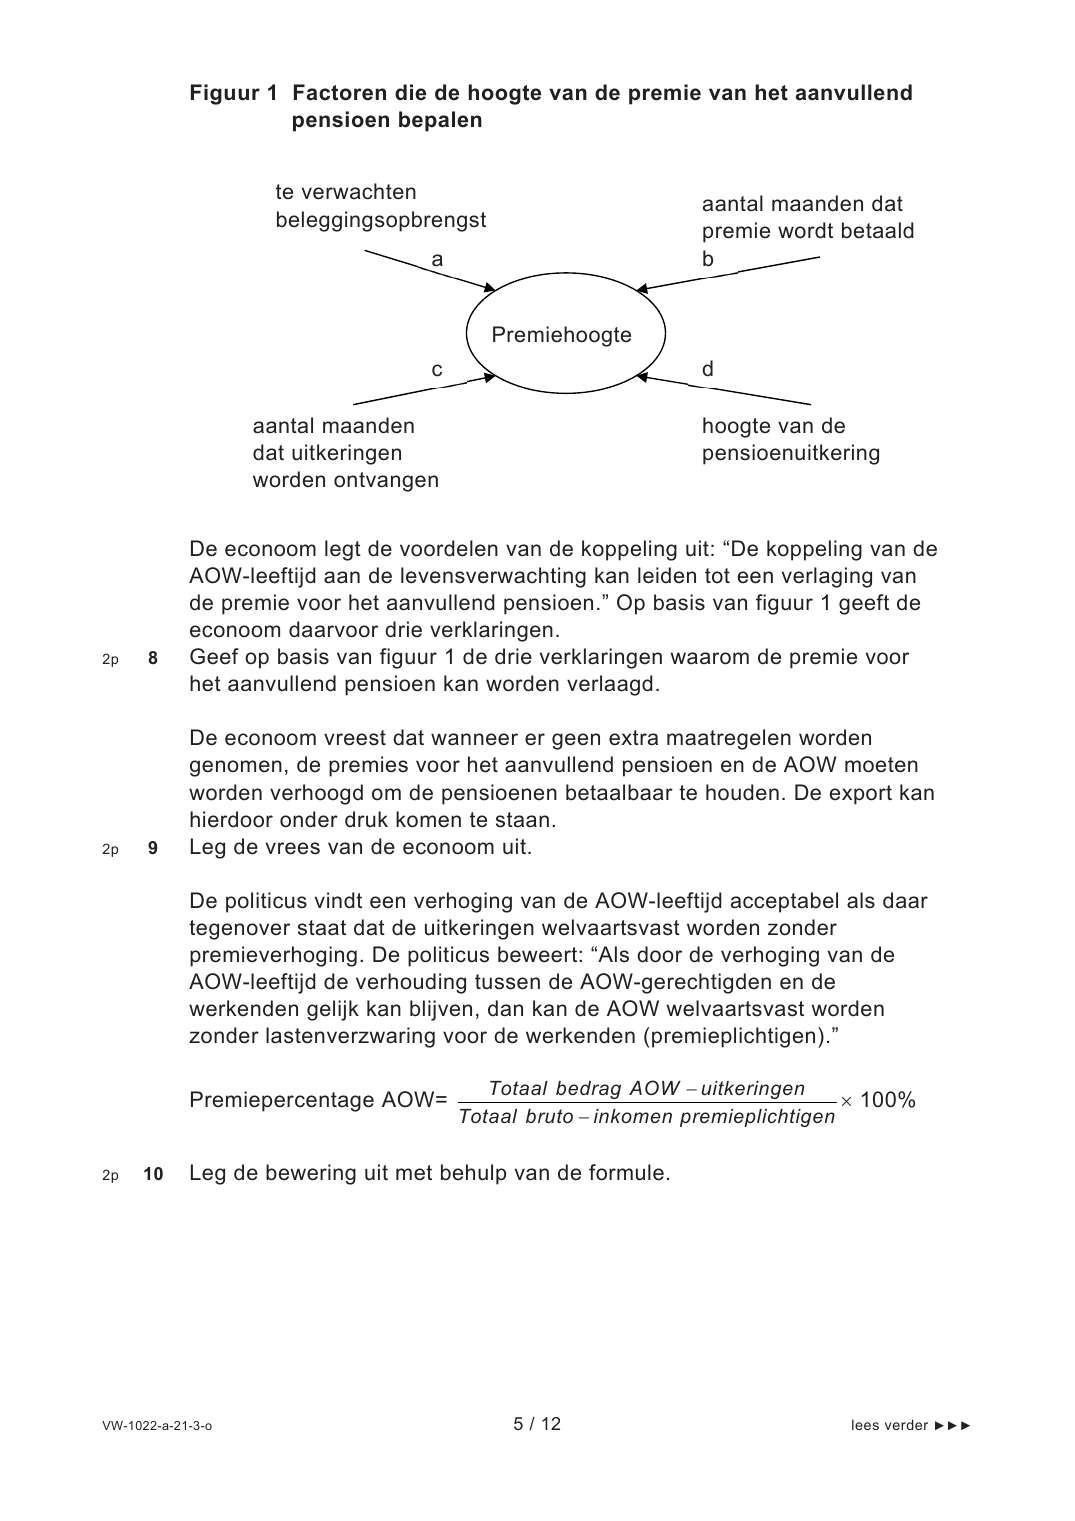 Figuur 1 Factoren die de hoogte van de premie van het aanvullend
pensioen bepalen
te verwachten
beleggingsopbrengst
aantal maanden dat
premie wordt betaald
a
b
Premiehoogte
c
d
aantal maanden
dat uitkeringen
worden ontvangen
hoogte van de
pensioenuitkering
De econoom legt de voordelen van de koppeling uit: “De koppeling van de
AOW-leeftijd aan de levensverwachting kan leiden tot een verlaging van
de premie voor het aanvullend pensioen.” Op basis van figuur 1 geeft de
econoom daarvoor drie verklaringen.
2p 8 Geef op basis van figuur 1 de drie verklaringen waarom de premie voor
het aanvullend pensioen kan worden verlaagd.
De econoom vreest dat wanneer er geen extra maatregelen worden
genomen, de premies voor het aanvullend pensioen en de AOW moeten
worden verhoogd om de pensioenen betaalbaar te houden. De export kan
hierdoor onder druk komen te staan.
2p 9 Leg de vrees van de econoom uit.
De politicus vindt een verhoging van de AOW-leeftijd acceptabel als daar
tegenover staat dat de uitkeringen welvaartsvast worden zonder
premieverhoging. De politicus beweert: “Als door de verhoging van de
AOW-leeftijd de verhouding tussen de AOW-gerechtigden en de
werkenden gelijk kan blijven, dan kan de AOW welvaartsvast worden
zonder lastenverzwaring voor de werkenden (premieplichtigen).”
Totaal bedrag AOW – uitkeringen
Premiepercentage AOW= × 100%
Totaal bruto – inkomen premieplichtigen
2p 10 Leg de bewering uit met behulp van de formule.
VW-1022-a-21-3-o 5 / 12 lees verder ►►►